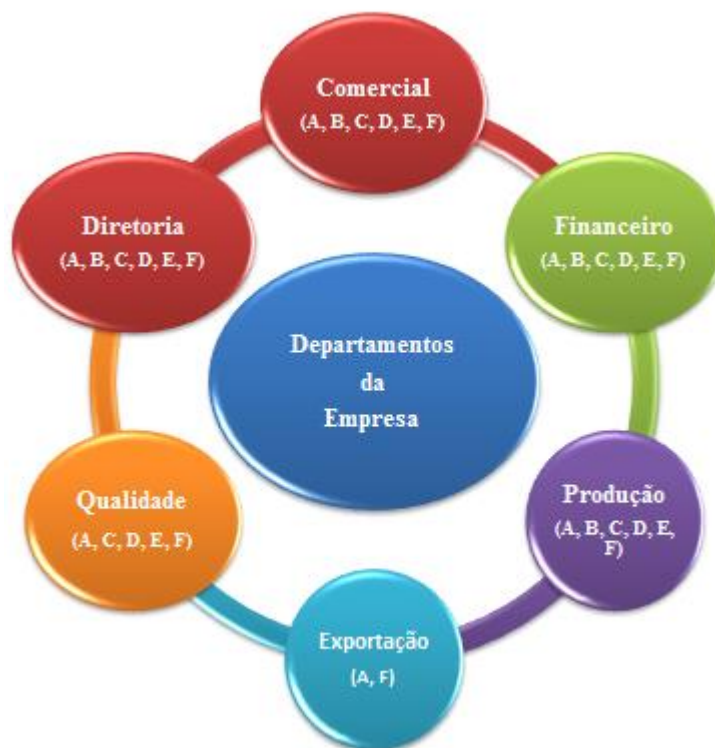 Comercial
(A, B, C, D, E, F)
Diretoria
(A, B, C, D, E, F)
Financeiro
(A, B, C, D, E, F)
Departamentos
da
Empresa
Qualidade
(A, C, D, E, F)
Produção
(A, B, C, D, E,
F)
Exportação
(A, F)